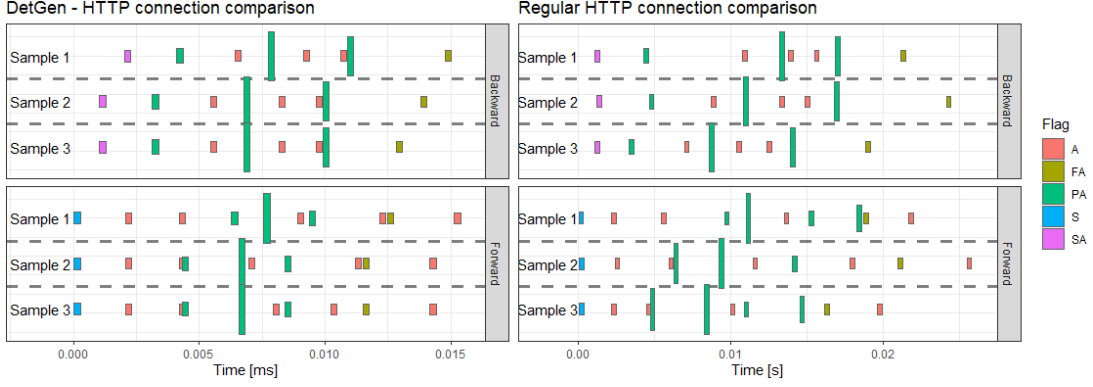 DetGen - HTTP connection comparison
Regular HTTP connection comparison
Sample 1
Sample 2
Sample 3
Backward
Sample 1
Sample 2
Sample 3
Backward
Sample 1
Sample 2
Sample 3
Forward
Sample 1
Sample 2
Sample 3
Forward
0.000 0.005 0.010 0.015
Time [ms]
0.00 0.01 0.02
Time [s]
Flag
A
FA
PA
S
SA